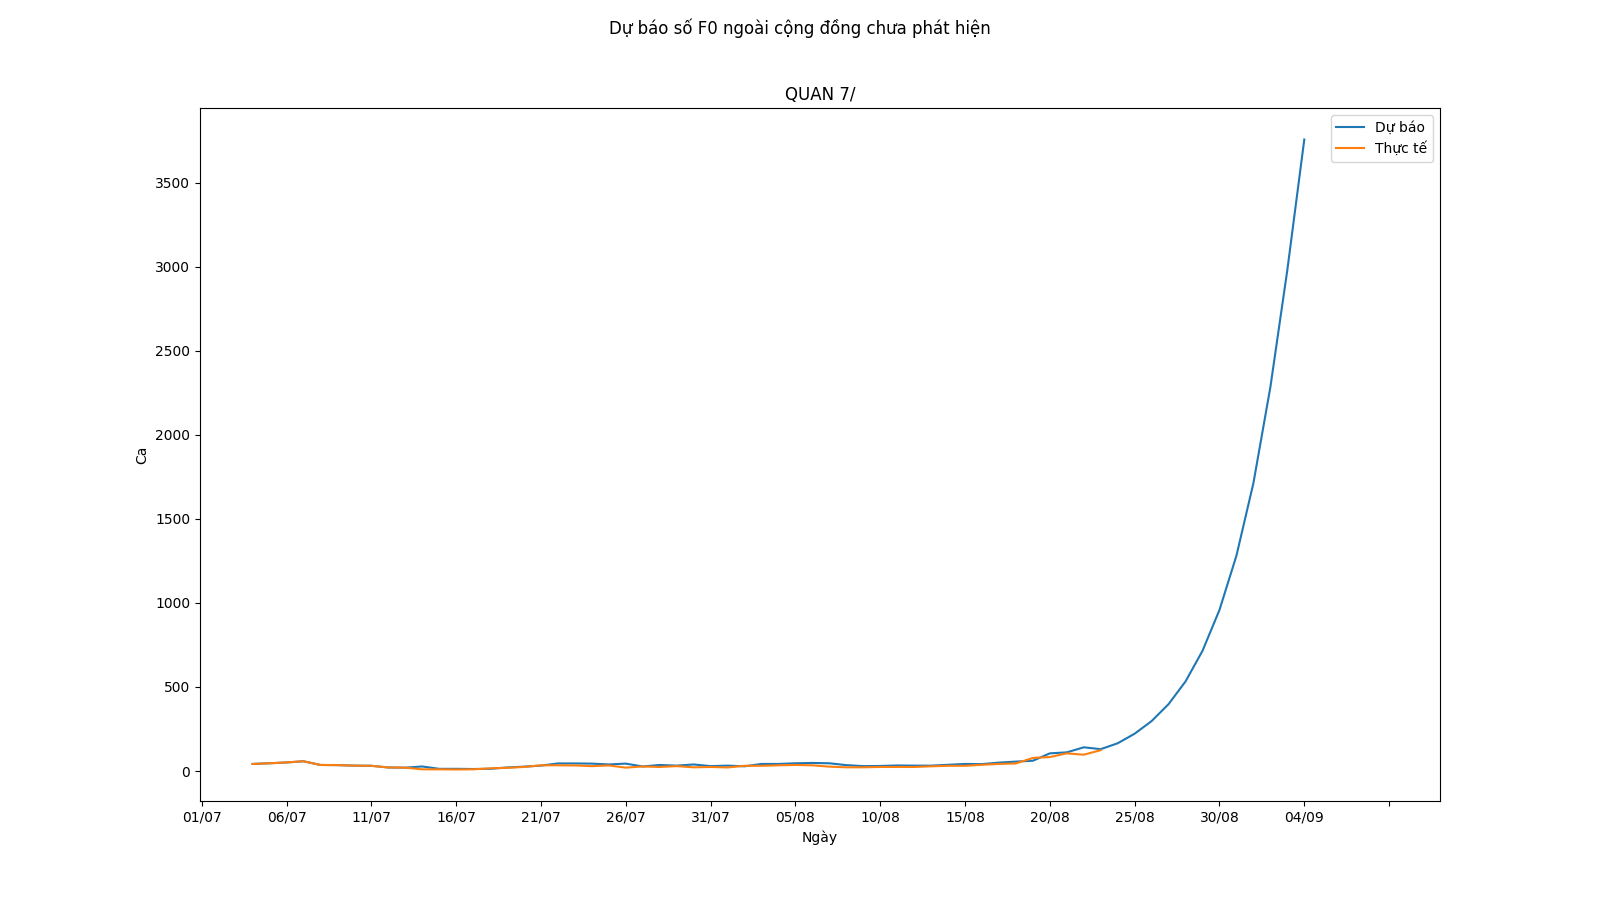 Dự báo số F0 ngoài cộng đồng chưa phát hiện
QUAN 7/
Dự báo
Thực tế
3500
3000
2500
2000
1500
1000
500
0
Ca
01/07 06/07 11/07 16/07 21/07 26/07 31/07 05/08 10/08 15/08 20/08 25/08 30/08 04/09
Ngày